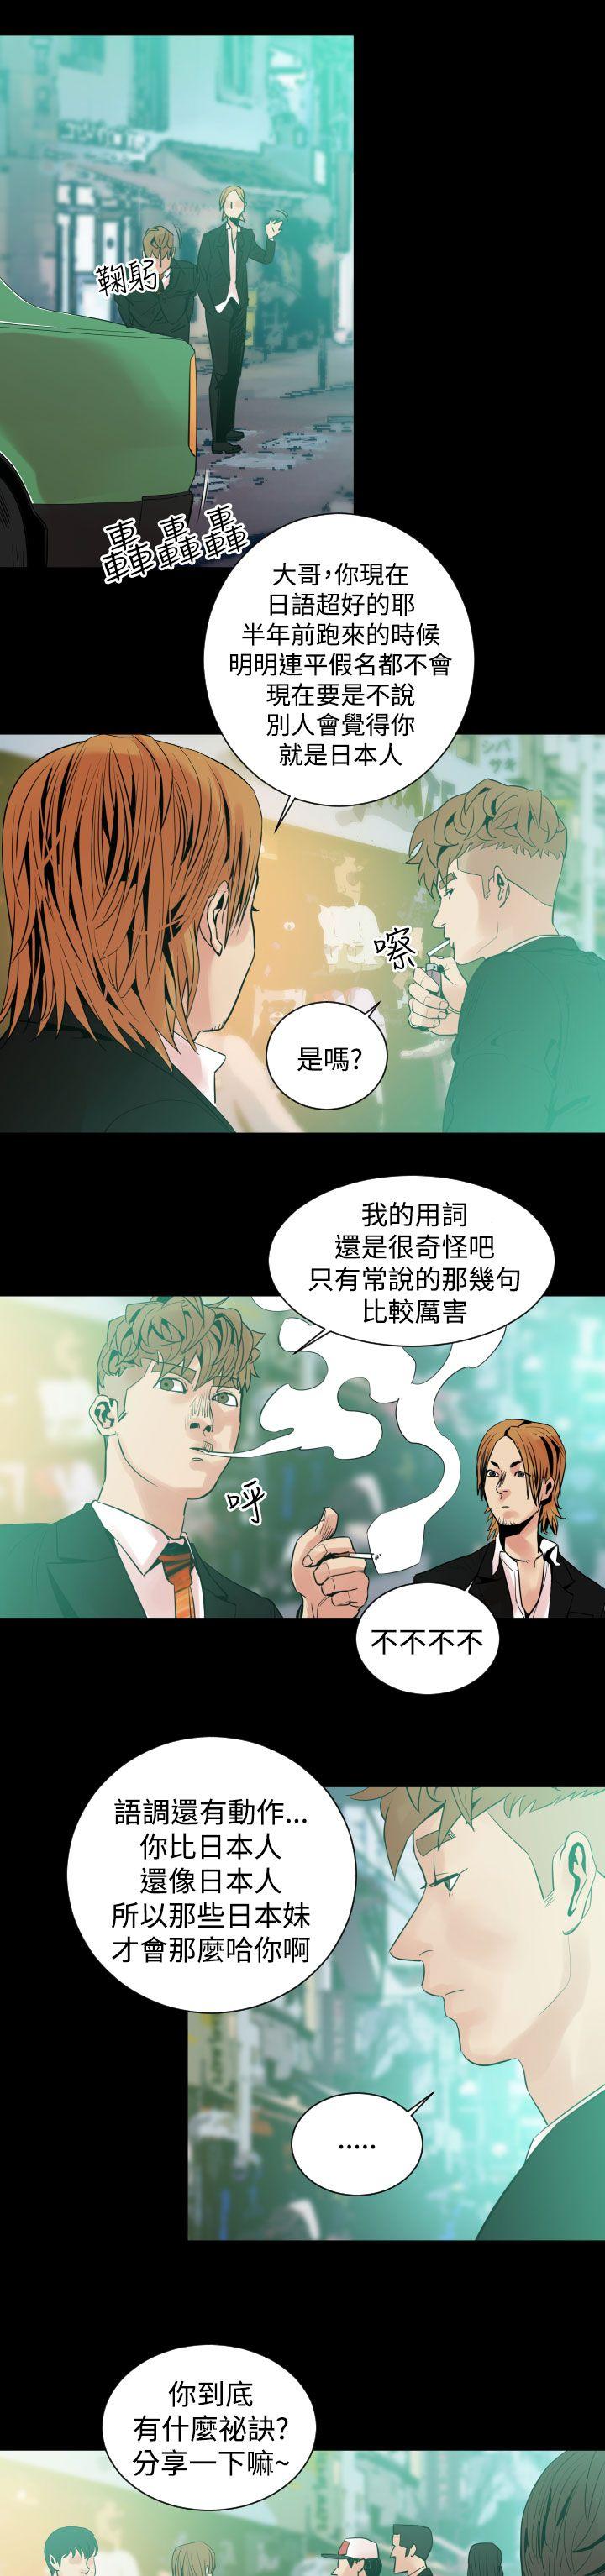 鞠躬
轟轟轟
大哥，你現在
日語超好的耶
半年前跑來的時候
明明連平假名都不會
現在要是不說
別人會覺得你
就是日本人
嚓
是嗎?
我的用詞
還是很奇怪吧
只有常說的那幾句
比較厲害
呼
不不不不
語調還有動作...
你比日本人
還像日本人
所以那些日本妹
才會那麼哈你啊
.....
你到底
有什麼祕訣?
分享一下嘛~